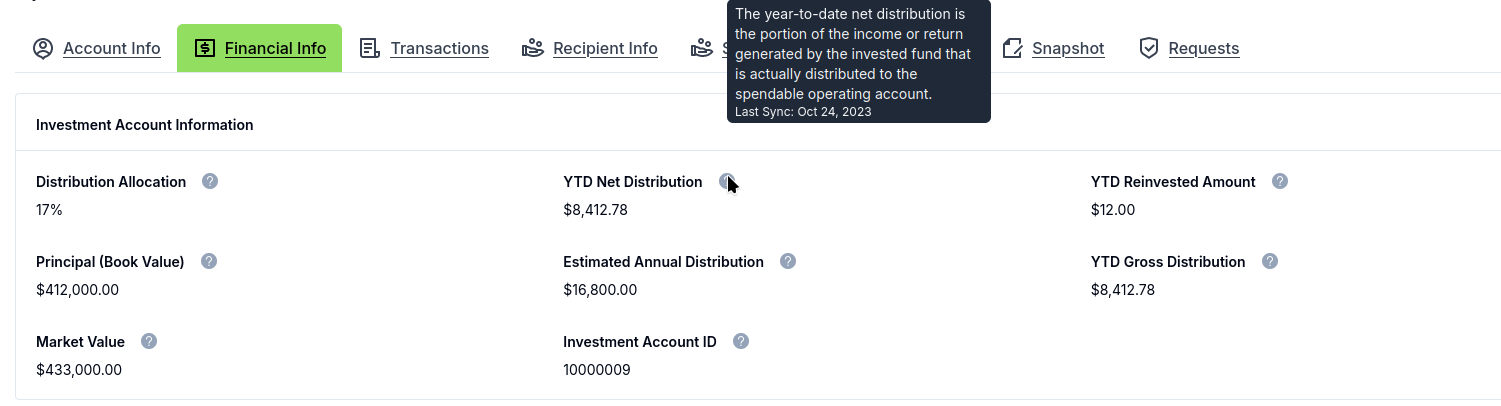 The year-to-date net distribution is
the portion of the income or return
generated by the invested fund that
is actually distributed to the
spendable operating account.
Last Sync: Oct 24, 2023
Account Info Financial Info Transactions Recipient Info Snapshot Requests
Investment Account Information
Distribution Allocation YTD Net Distribution YTD Reinvested Amount
17% $8,412.78 $12.00
Principal (Book Value) Estimated Annual Distribution YTD Gross Distribution
$412,000.00 $16,800.00 $8,412.78
Market Value Investment Account ID
$433,000.00 10000009